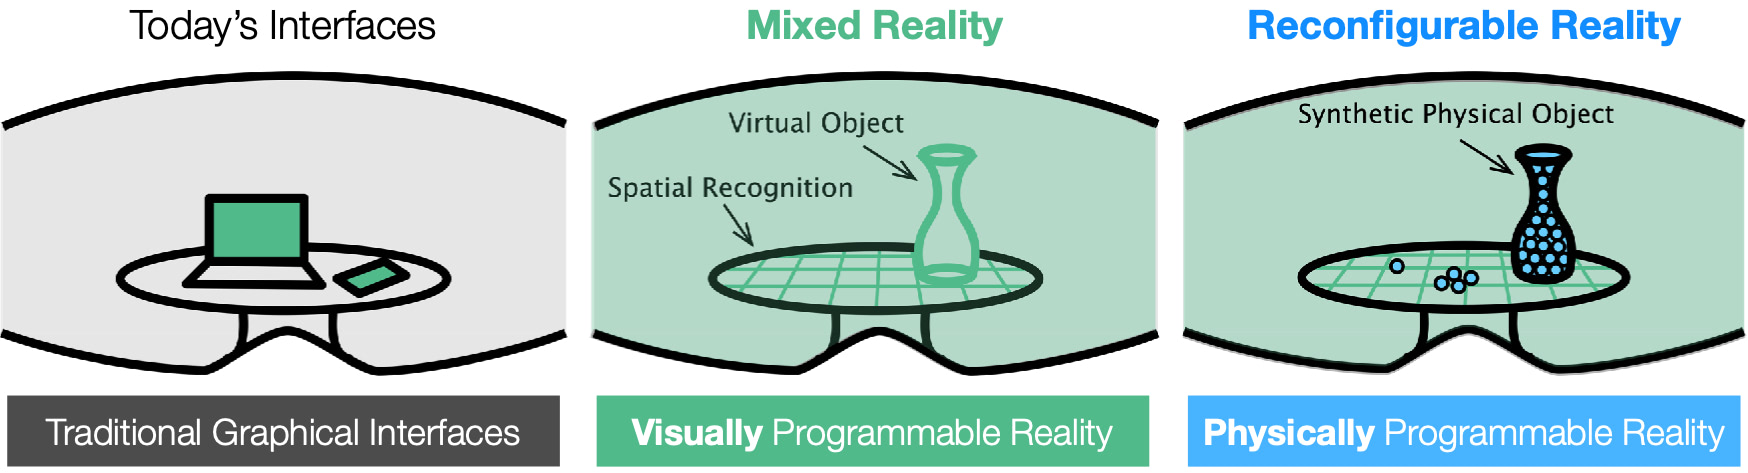 Today's Interfaces
Mixed Reality
Reconfigurable Reality
Virtual Object
Spatial Recognition
Synthetic Physical Object
Traditional Graphical Interfaces
Visually Programmable Reality
Physically Programmable Reality